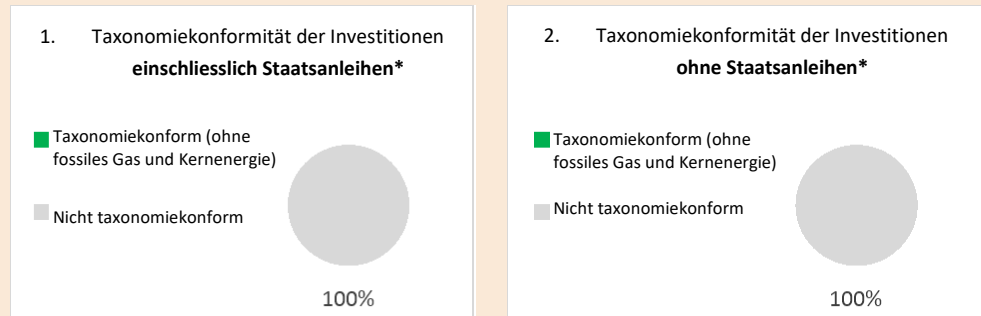 1. Taxonomiekonformität der Investitionen
einschliesslich Staatsanleihen*
Taxonomiekonform (ohne
fossiles Gas und Kernenergie)
Nicht taxonomiekonform
100%
2. Taxonomiekonformität der Investitionen
ohne Staatsanleihen*
Taxonomiekonform (ohne
fossiles Gas und Kernenergie)
Nicht taxonomiekonform
100%